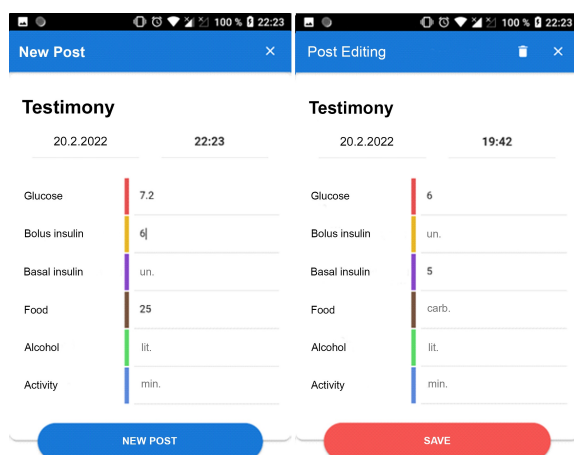 100 % 22:23
New Post ×
Testimony
20.2.2022 22:23
Glucose 7.2
Bolus insulin 6
Basal insulin un.
Food 25
Alcohol lit.
Activity min.
NEW POST
100 % 22:23
Post Editing ×
Testimony
20.2.2022 19:42
Glucose 6
Bolus insulin un.
Basal insulin 5
Food carb.
Alcohol lit.
Activity min.
SAVE